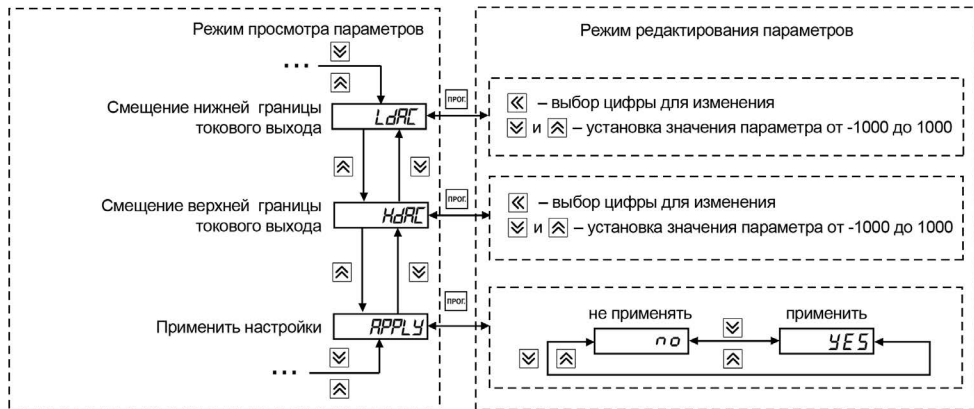 Режим просмотра параметров
...
Смещение нижней границы
токового выхода
LdAC
ПРОГ.
Смещение верхней границы
токового выхода
HdAC
ПРОГ.
Применить настройки
APPLY
ПРОГ.
...
Режим редактирования параметров
– выбор цифры для изменения
и – установка значения параметра от -1000 до 1000
– выбор цифры для изменения
и – установка значения параметра от -1000 до 1000
не применять
no
применить
YES